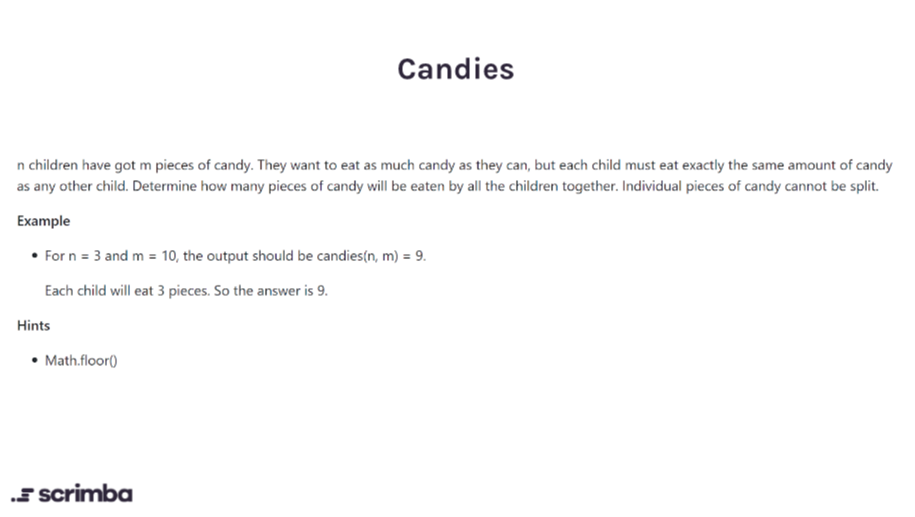 Candies
n children have got m pieces of candy. They want to eat as much candy as they can, but each child must eat exactly the same amount of candy
as any other child. Determine how many pieces of candy will be eaten by all the children together. Individual pieces of candy cannot be split.
Example
• For n = 3 and m = 10, the output should be candies(n, m) = 9.
Each child will eat 3 pieces. So the answer is 9.
Hints
• Math.floor()
scrimba